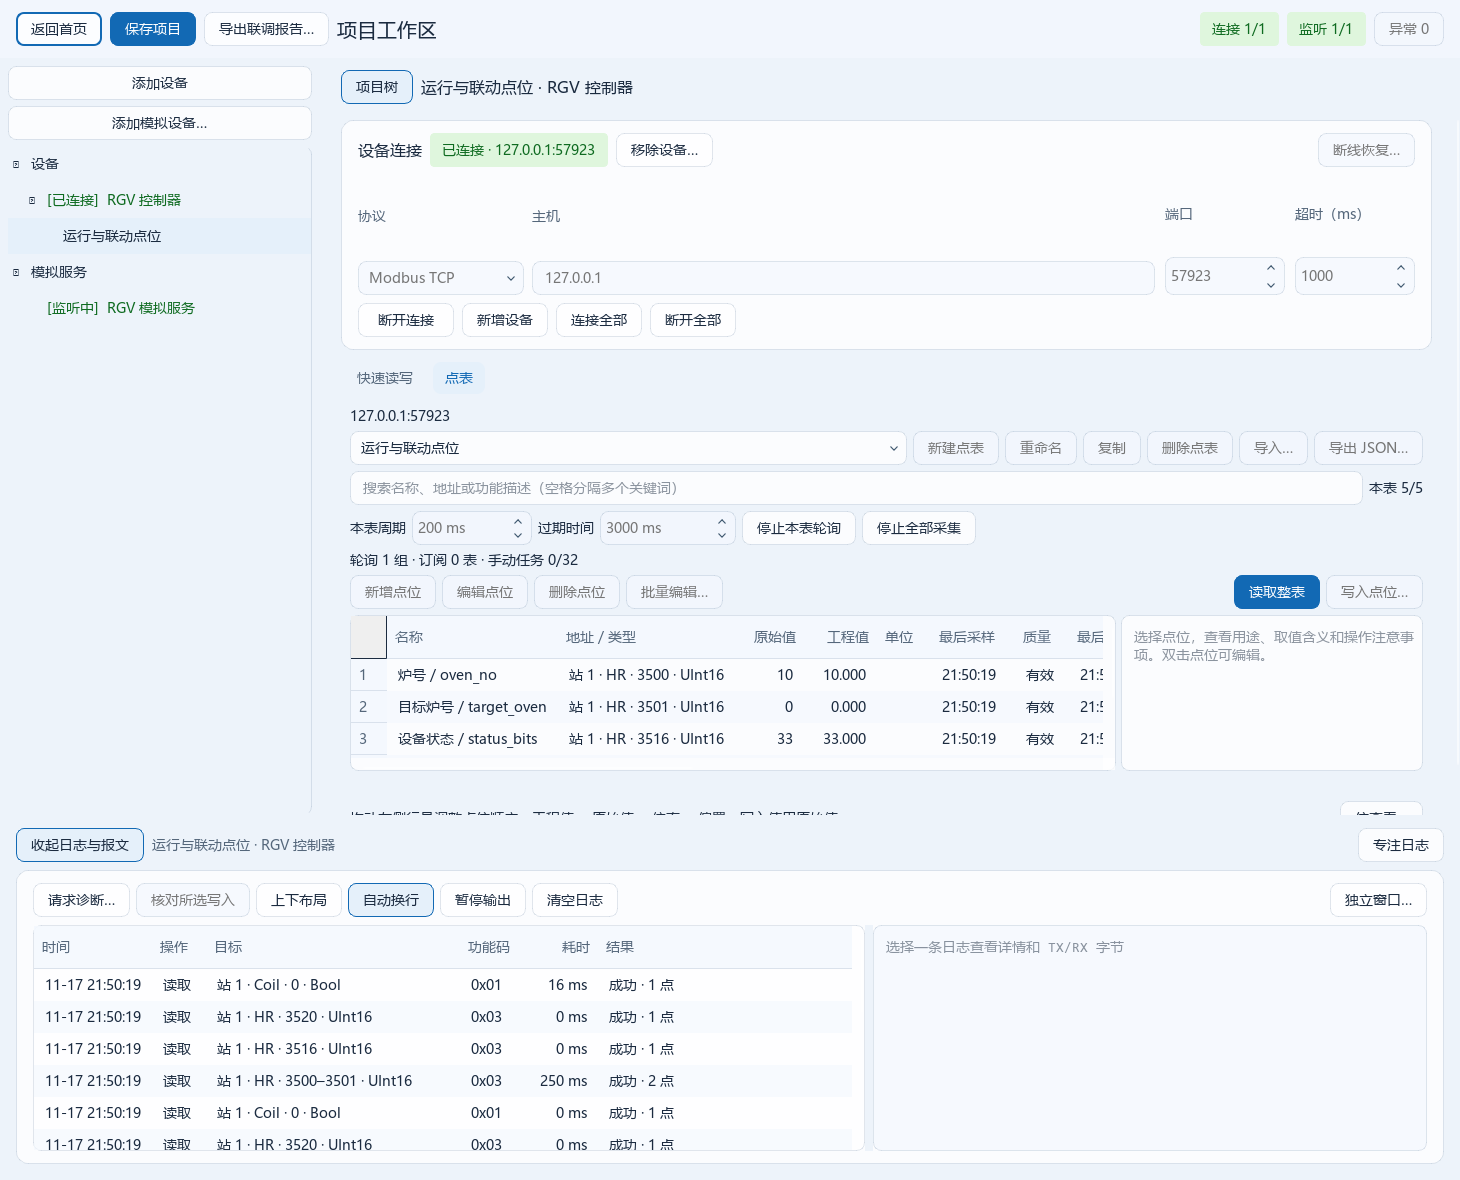 返回首页 保存项目 导出联调报告... 项目工作区 连接 1/1 监听 1/1 异常 0
添加设备
添加模拟设备...
设备
[已连接] RGV 控制器
运行与联动点位
模拟服务
[监听中] RGV 模拟服务
项目树 运行与联动点位 · RGV 控制器
设备连接 已连接 · 127.0.0.1:57923 移除设备... 断线恢复...
协议 主机 端口 超时（ms）
Modbus TCP 127.0.0.1 57923 1000
断开连接 新增设备 连接全部 断开全部
快速读写 点表
127.0.0.1:57923
运行与联动点位 新建点表 重命名 复制 删除点表 导入... 导出 JSON...
搜索名称、地址或功能描述（空格分隔多个关键词） 本表 5/5
本表周期 200 ms 过期时间 3000 ms 停止本表轮询 停止全部采集
轮询 1 组 · 订阅 0 表 · 手动任务 0/32
新增点位 编辑点位 删除点位 批量编辑... 读取整表 写入点位...
名称 地址 / 类型 原始值 工程值 单位 最后采样 质量 最后
1 炉号 / oven_no 站 1 · HR · 3500 · UInt16 10 10.000 21:50:19 有效 21:5
2 目标炉号 / target_oven 站 1 · HR · 3501 · UInt16 0 0.000 21:50:19 有效 21:5
3 设备状态 / status_bits 站 1 · HR · 3516 · UInt16 33 33.000 21:50:19 有效 21:5
选择点位，查看用途、取值含义和操作注意事
项。双击点位可编辑。
收起日志与报文 运行与联动点位 · RGV 控制器 专注日志
请求诊断... 核对所选写入 上下布局 自动换行 暂停输出 清空日志 独立窗口...
时间 操作 目标 功能码 耗时 结果
11-17 21:50:19 读取 站 1 · Coil · 0 · Bool 0x01 16 ms 成功 · 1 点
11-17 21:50:19 读取 站 1 · HR · 3520 · UInt16 0x03 0 ms 成功 · 1 点
11-17 21:50:19 读取 站 1 · HR · 3516 · UInt16 0x03 0 ms 成功 · 1 点
11-17 21:50:19 读取 站 1 · HR · 3500–3501 · UInt16 0x03 250 ms 成功 · 2 点
11-17 21:50:19 读取 站 1 · Coil · 0 · Bool 0x01 0 ms 成功 · 1 点
11-17 21:50:19 读取 站 1 · HR · 3520 · UInt16 0x03 0 ms 成功 · 1 点
选择一条日志查看详情和 TX/RX 字节